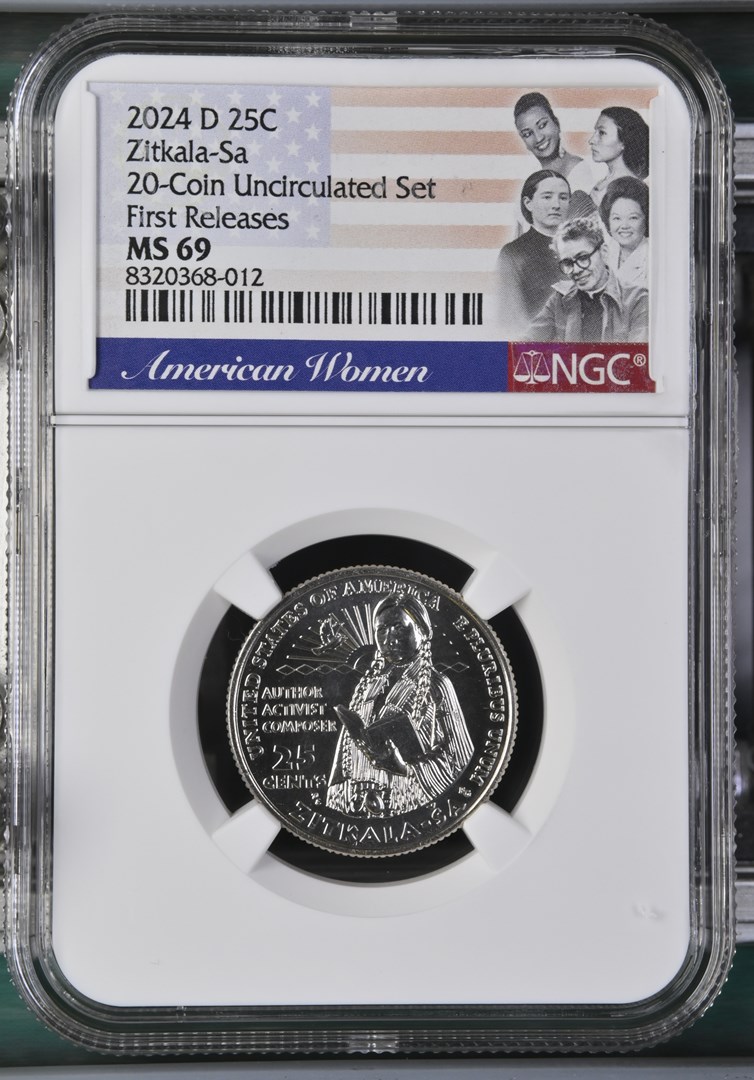 2024 D 25C
Zitkala-Sa
20-Coin Uncirculated Set
First Releases
MS 69
8320368-012
American Women
NGC®
UNITED STATES OF AMERICA
E PLURIBUS UNUM
AUTHOR
ACTIVIST
COMPOSER
25
CENTS
ZITKALA-ŠA